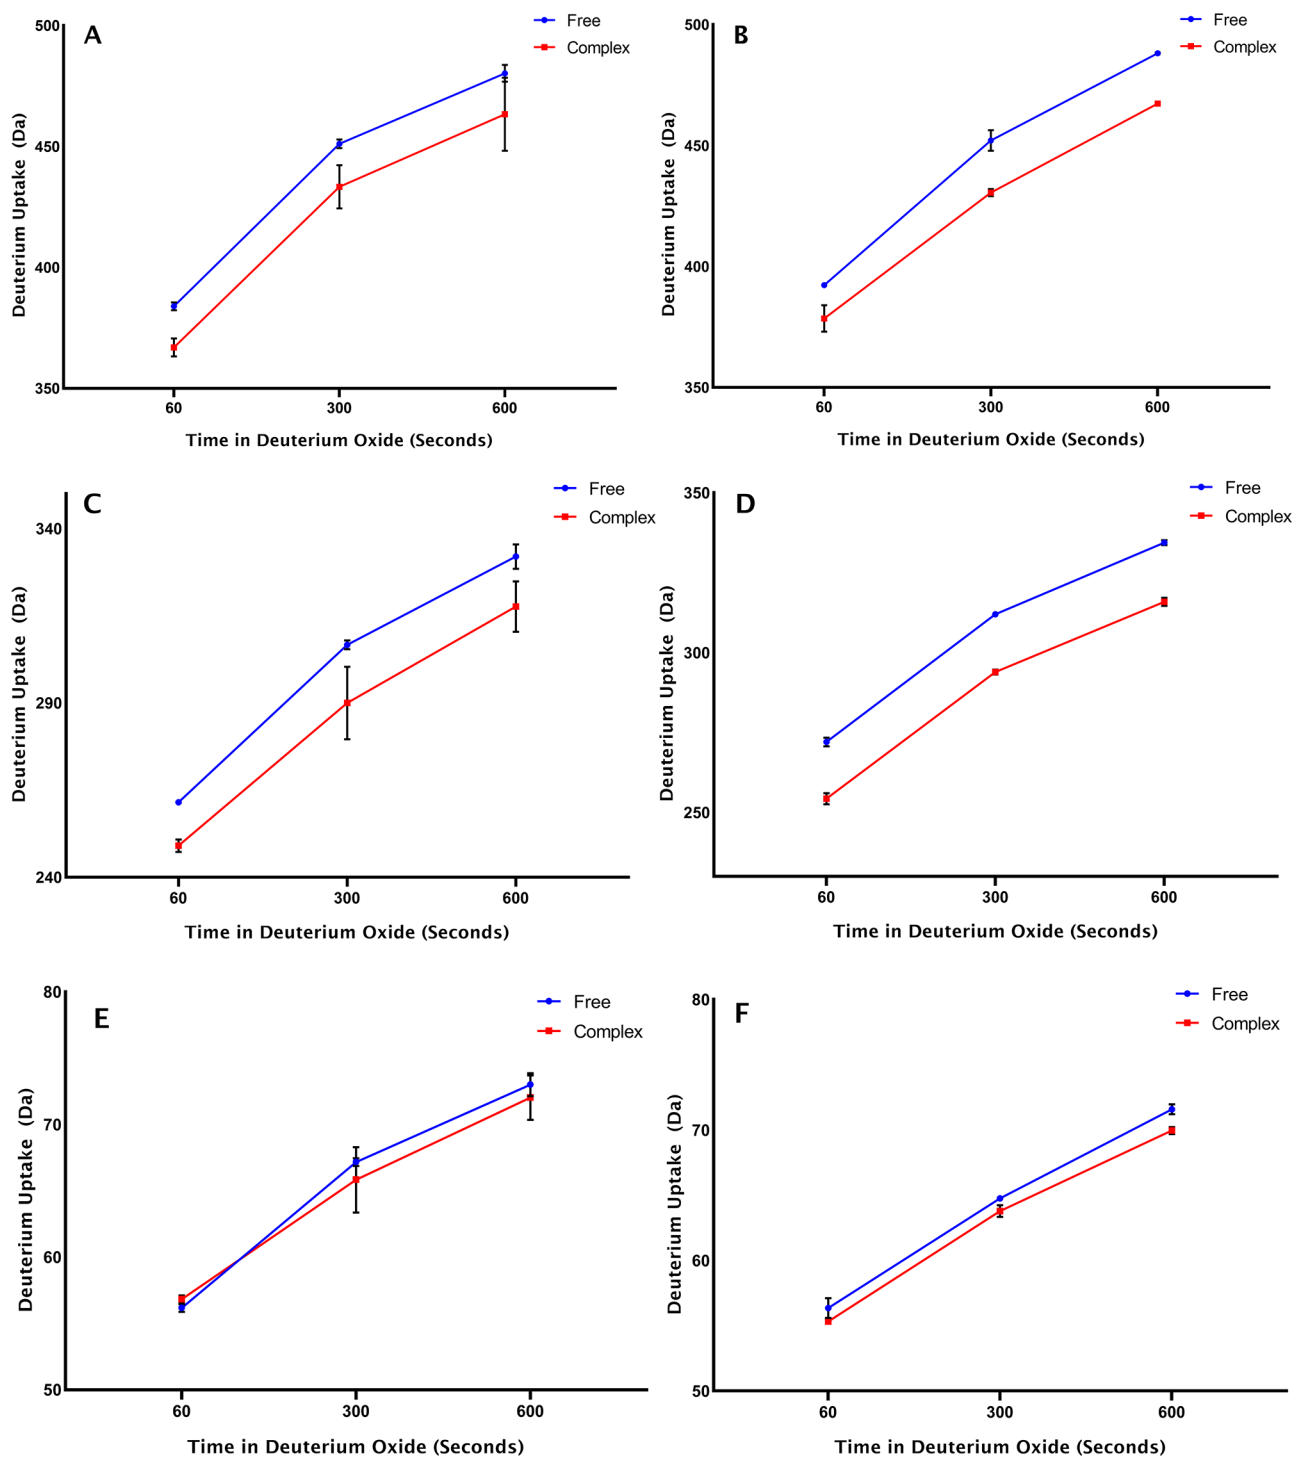 A
Free
Complex
500
450
400
350
Deuterium Uptake (Da)
60 300 600
Time in Deuterium Oxide (Seconds)
B
Free
Complex
500
450
400
350
Deuterium Uptake (Da)
60 300 600
Time in Deuterium Oxide (Seconds)
C
Free
Complex
340
290
240
Deuterium Uptake (Da)
60 300 600
Time in Deuterium Oxide (Seconds)
D
Free
Complex
350
300
250
Deuterium Uptake (Da)
60 300 600
Time in Deuterium Oxide (Seconds)
E
Free
Complex
80
70
60
50
Deuterium Uptake (Da)
60 300 600
Time in Deuterium Oxide (Seconds)
F
Free
Complex
80
70
60
50
Deuterium Uptake (Da)
60 300 600
Time in Deuterium Oxide (Seconds)